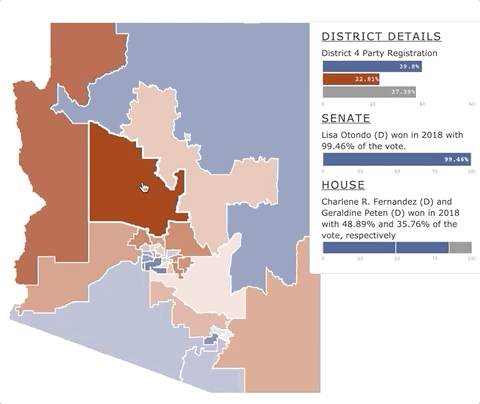 DISTRICT DETAILS
District 4 Party Registration
39.8%
22.81%
37.39%
0 20 40 60
SENATE
Lisa Otondo (D) won in 2018 with
99.46% of the vote.
99.46%
0 25 50 75
HOUSE
Charlene R. Fernandez (D) and
Geraldine Peten (D) won in 2018
with 48.89% and 35.76% of the
vote, respectively
0 25 50 75